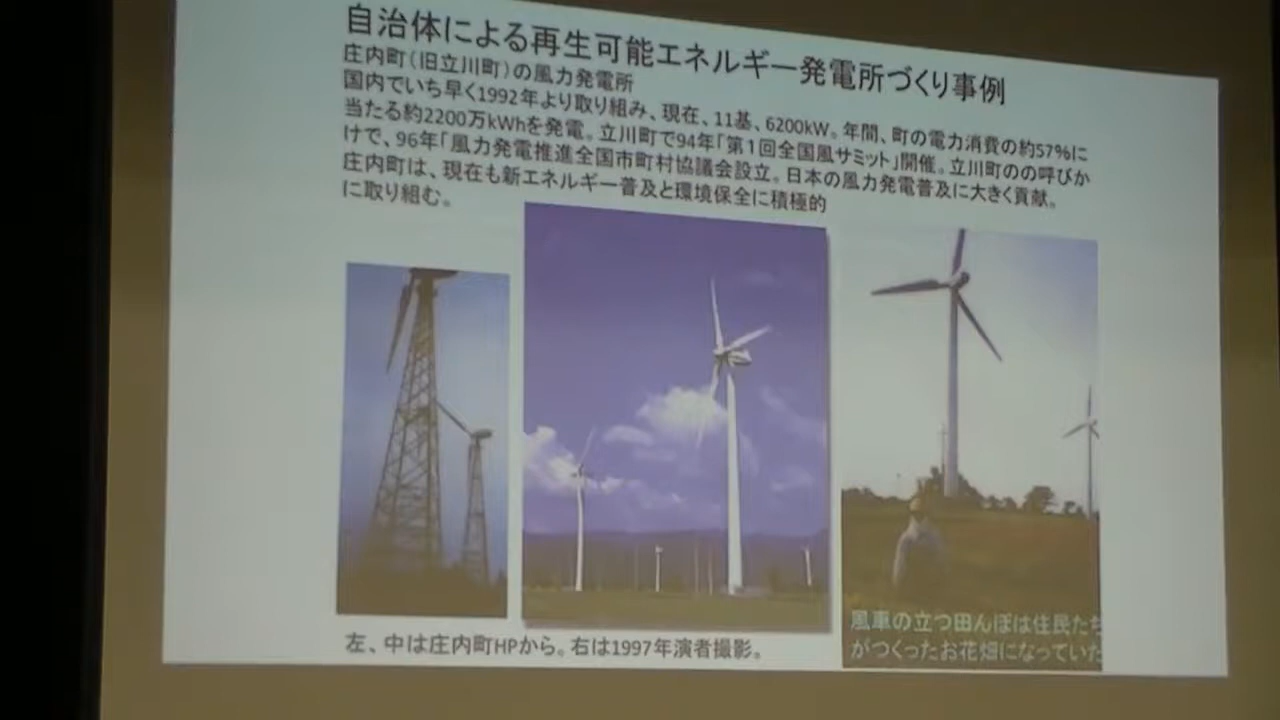 自治体による再生可能エネルギー発電所づくり事例
庄内町(旧立川町)の風力発電所
国内でいち早く1992年より取り組み、現在、11基、6200kW。年間、町の電力消費の約57%に
当たる約2200万kWhを発電。立川町で94年「第1回全国風サミット」開催。立川町のの呼びか
けで、96年「風力発電推進全国市町村協議会設立。日本の風力発電普及に大きく貢献。
庄内町は、現在も新エネルギー普及と環境保全に積極的
に取り組む。
左、中は庄内町HPから。右は1997年演者撮影。
風車の立つ田んぼは住民たち
がつくったお花畑になっていた